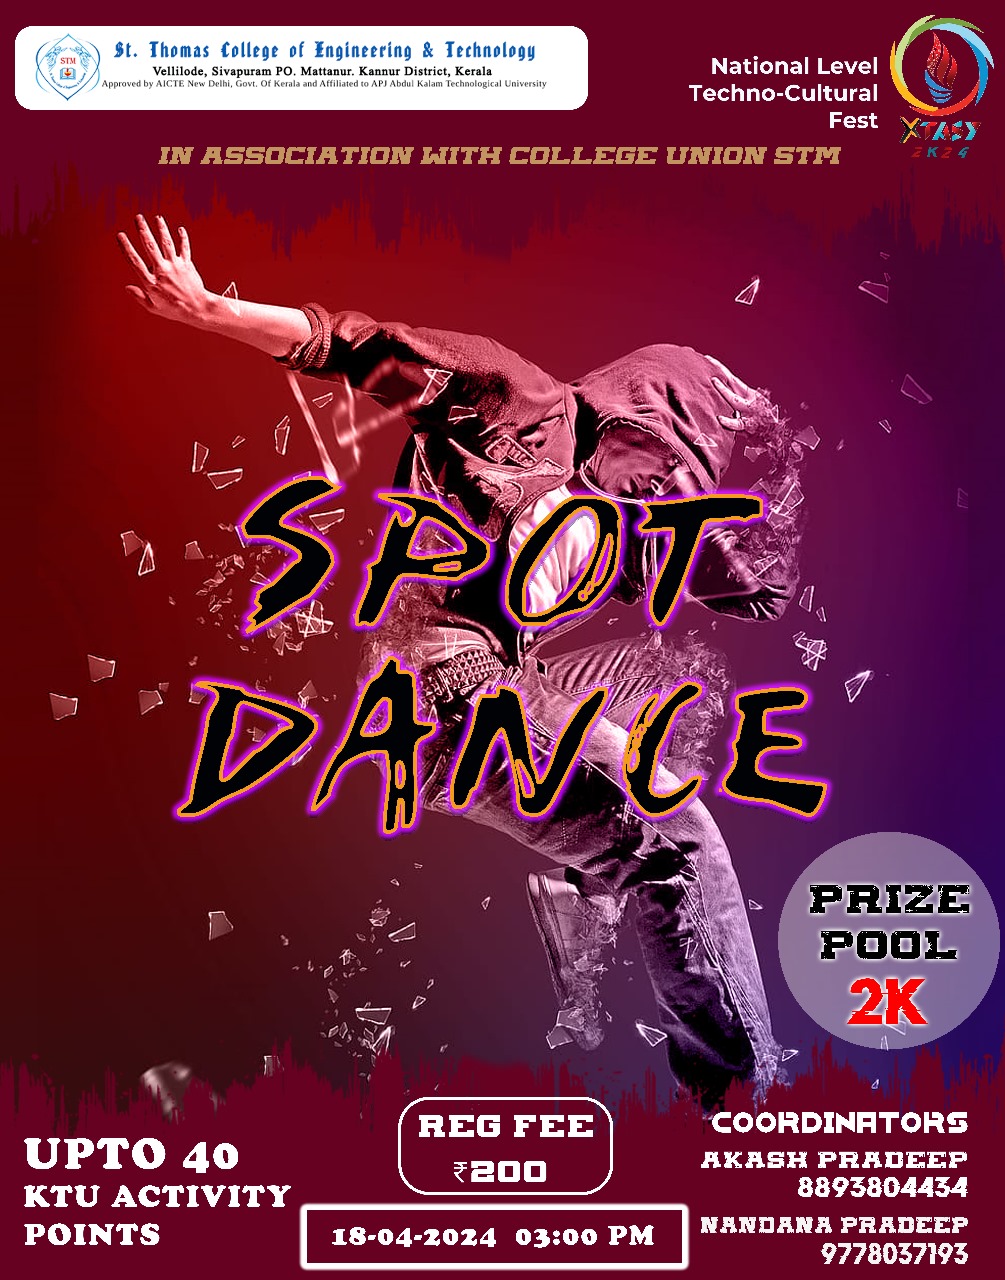 STM
St. Thomas College of Engineering & Technology
Vellilode, Sivapuram PO. Mattanur. Kannur District, Kerala
Approved by AICTE New Delhi, Govt. Of Kerala and Affiliated to APJ Abdul Kalam Technological University
National Level
Techno-Cultural
Fest
XTASY
2K24
IN ASSOCIATION WITH COLLEGE UNION STM
SPOT
DANCE
PRIZE
POOL
2K
UPTO 40
KTU ACTIVITY
POINTS
REG FEE
₹200
18-04-2024 03:00 PM
COORDINATORS
AKASH PRADEEP
8893804434
NANDANA PRADEEP
9778037193